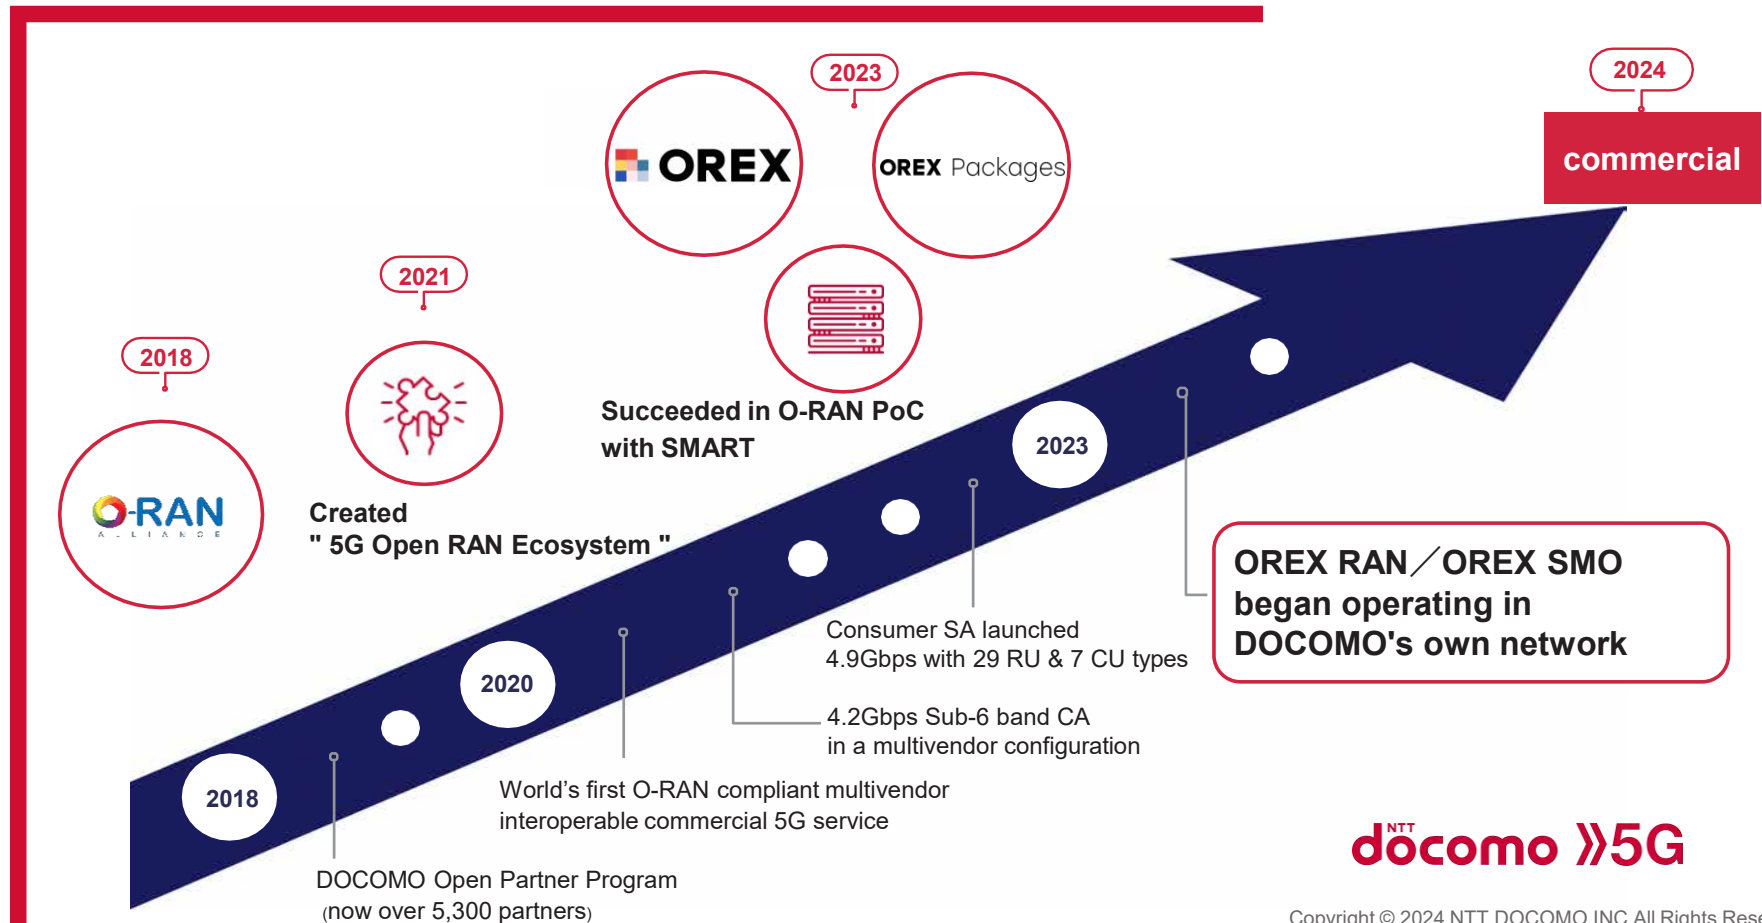 2023
2024
commercial
OREX
OREX Packages
2021
2018
O-RAN
ALLIANCE
Succeeded in O-RAN PoC
with SMART
Created
" 5G Open RAN Ecosystem "
2023
OREX RAN／OREX SMO
began operating in
DOCOMO's own network
Consumer SA launched
4.9Gbps with 29 RU & 7 CU types
2020
4.2Gbps Sub-6 band CA
in a multivendor configuration
2018
World’s first O-RAN compliant multivendor
interoperable commercial 5G service
DOCOMO Open Partner Program
(now over 5,300 partners)
NTT
döcomo 5G
Copyright © 2024 NTT DOCOMO INC All Rights Rese